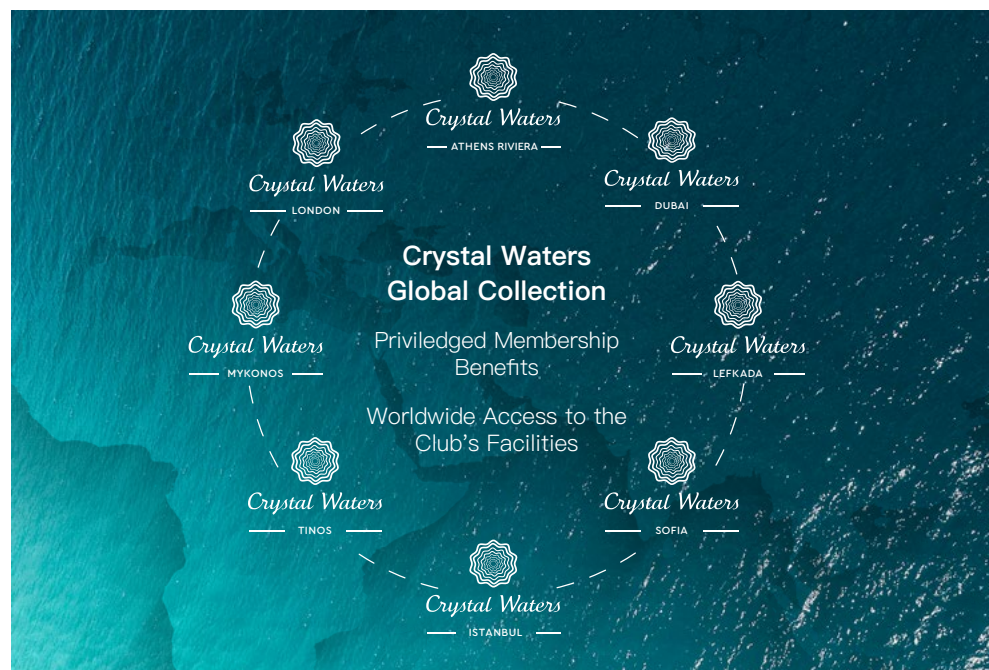 Crystal Waters
ATHENS RIVIERA
Crystal Waters
LONDON
Crystal Waters
DUBAI
Crystal Waters
Global Collection
Priviledged Membership
Benefits
Crystal Waters
MYKONOS
Crystal Waters
LEFKADA
Worldwide Access to the
Club's Facilities
Crystal Waters
TINOS
Crystal Waters
SOFIA
Crystal Waters
ISTANBUL